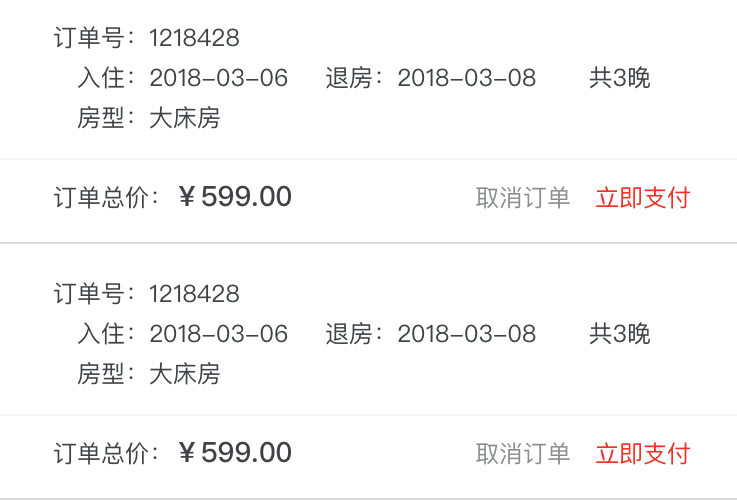 订单号：1218428
入住：2018-03-06 退房：2018-03-08 共3晚
房型：大床房
订单总价：¥599.00 取消订单 立即支付
订单号：1218428
入住：2018-03-06 退房：2018-03-08 共3晚
房型：大床房
订单总价：¥599.00 取消订单 立即支付